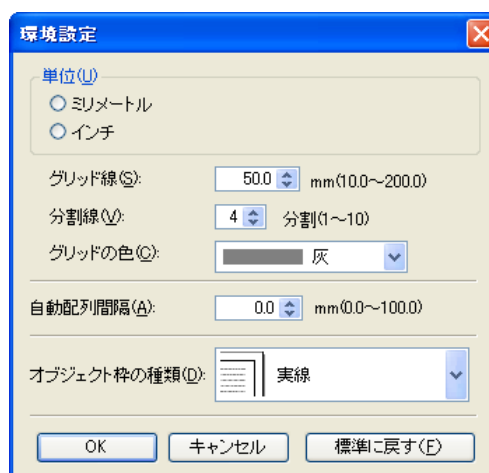 環境設定
単位(U)
ミリメートル
インチ
グリッド線(S): 50.0 mm(10.0～200.0)
分割線(V): 4 分割(1～10)
グリッドの色(C): 灰
自動配列間隔(A): 0.0 mm(0.0～100.0)
オブジェクト枠の種類(D): 実線
OK キャンセル 標準に戻す(F)